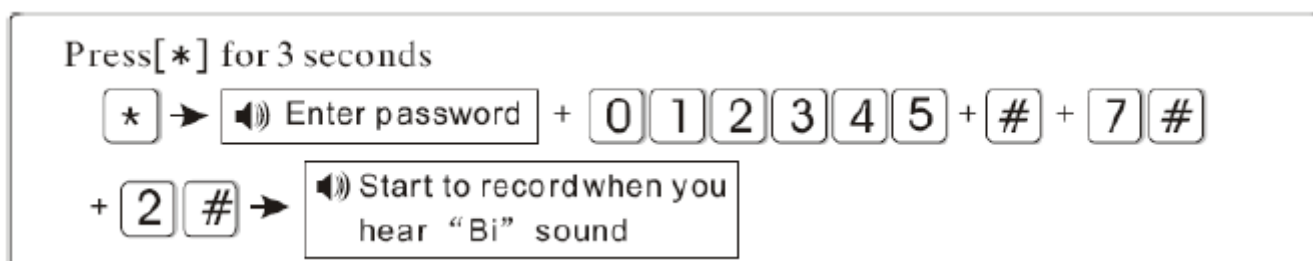 Press[*] for 3 seconds
* → Enter password + 0 1 2 3 4 5 + # + 7 #
+ 2 # → Start to record when you
hear “Bi” sound